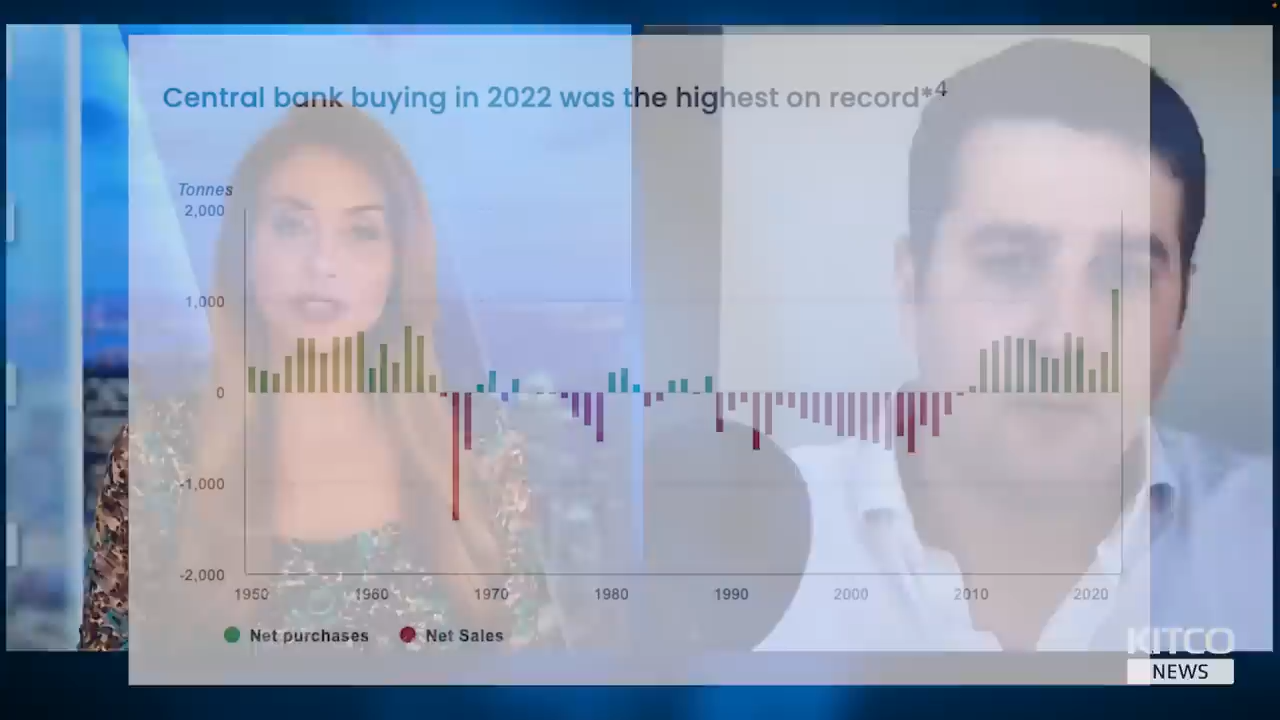 Central bank buying in 2022 was the highest on record*4
Tonnes
2,000
1,000
0
-1,000
-2,000
1950 1960 1970 1980 1990 2000 2010 2020
Net purchases Net Sales
KITCO
NEWS